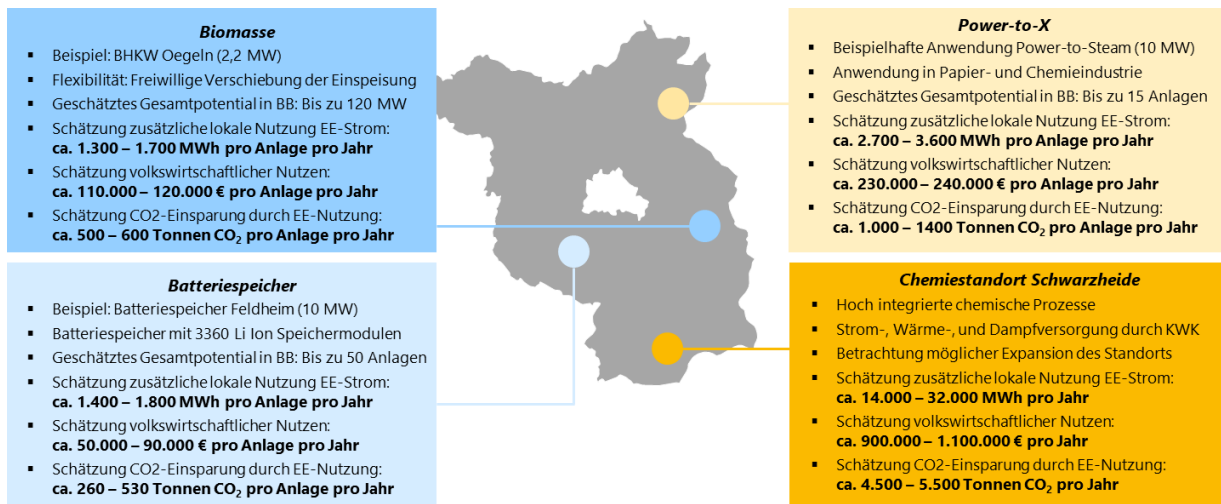 Biomasse
▪ Beispiel: BHKW Oegeln (2,2 MW)
▪ Flexibilität: Freiwillige Verschiebung der Einspeisung
▪ Geschätztes Gesamtpotential in BB: Bis zu 120 MW
▪ Schätzung zusätzliche lokale Nutzung EE-Strom:
ca. 1.300 – 1.700 MWh pro Anlage pro Jahr
▪ Schätzung volkswirtschaftlicher Nutzen:
ca. 110.000 – 120.000 € pro Anlage pro Jahr
▪ Schätzung CO2-Einsparung durch EE-Nutzung:
ca. 500 – 600 Tonnen CO₂ pro Anlage pro Jahr
Batteriespeicher
▪ Beispiel: Batteriespeicher Feldheim (10 MW)
▪ Batteriespeicher mit 3360 Li Ion Speichermodulen
▪ Geschätztes Gesamtpotential in BB: Bis zu 50 Anlagen
▪ Schätzung zusätzliche lokale Nutzung EE-Strom:
ca. 1.400 – 1.800 MWh pro Anlage pro Jahr
▪ Schätzung volkswirtschaftlicher Nutzen:
ca. 50.000 – 90.000 € pro Anlage pro Jahr
▪ Schätzung CO2-Einsparung durch EE-Nutzung:
ca. 260 – 530 Tonnen CO₂ pro Anlage pro Jahr
Power-to-X
▪ Beispielhafte Anwendung Power-to-Steam (10 MW)
▪ Anwendung in Papier- und Chemieindustrie
▪ Geschätztes Gesamtpotential in BB: Bis zu 15 Anlagen
▪ Schätzung zusätzliche lokale Nutzung EE-Strom:
ca. 2.700 – 3.600 MWh pro Anlage pro Jahr
▪ Schätzung volkswirtschaftlicher Nutzen:
ca. 230.000 – 240.000 € pro Anlage pro Jahr
▪ Schätzung CO2-Einsparung durch EE-Nutzung:
ca. 1.000 – 1400 Tonnen CO₂ pro Anlage pro Jahr
Chemiestandort Schwarzheide
▪ Hoch integrierte chemische Prozesse
▪ Strom-, Wärme-, und Dampfversorgung durch KWK
▪ Betrachtung möglicher Expansion des Standorts
▪ Schätzung zusätzliche lokale Nutzung EE-Strom:
ca. 14.000 – 32.000 MWh pro Jahr
▪ Schätzung volkswirtschaftlicher Nutzen:
ca. 900.000 – 1.100.000 € pro Jahr
▪ Schätzung CO2-Einsparung durch EE-Nutzung:
ca. 4.500 – 5.500 Tonnen CO₂ pro Jahr